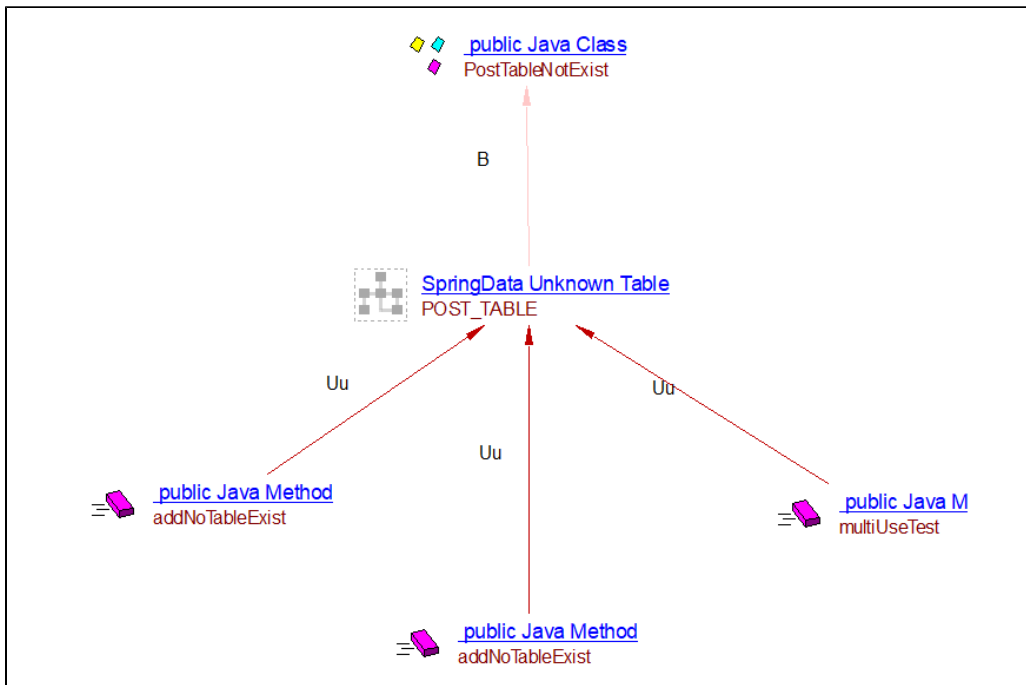 public Java Class
PostTableNotExist
B
SpringData Unknown Table
POST_TABLE
Uu
Uu
Uu
public Java Method
addNoTableExist
public Java M
multiUseTest
public Java Method
addNoTableExist